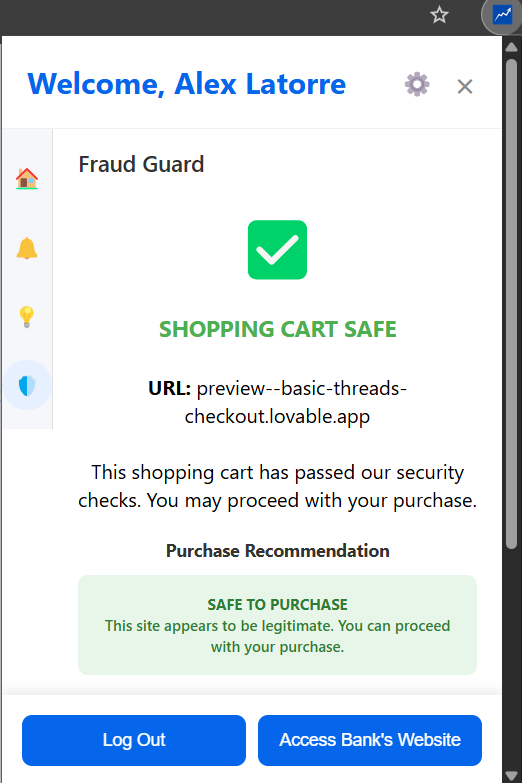 Welcome, Alex Latorre
Fraud Guard
SHOPPING CART SAFE
URL: preview--basic-threads-
checkout.lovable.app
This shopping cart has passed our security
checks. You may proceed with your purchase.
Purchase Recommendation
SAFE TO PURCHASE
This site appears to be legitimate. You can proceed
with your purchase.
Log Out
Access Bank's Website